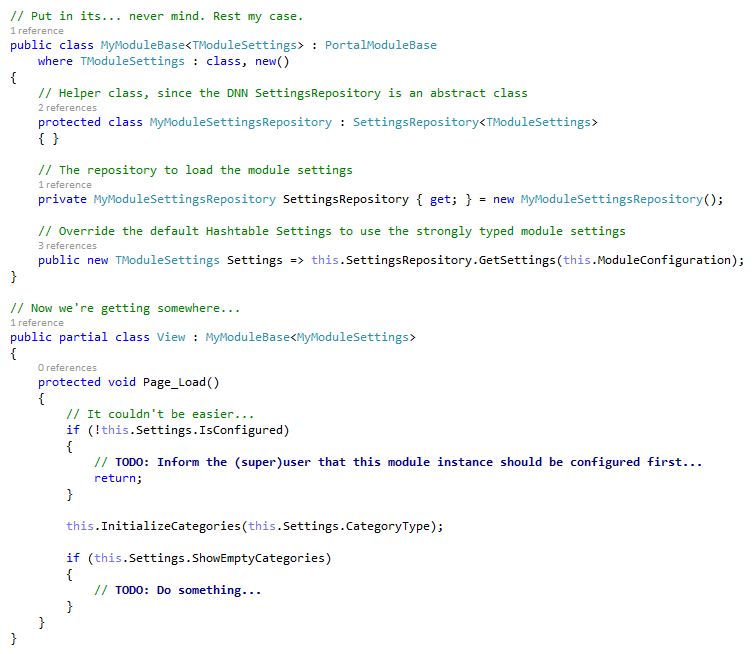 // Put in its... never mind. Rest my case.
1 reference
public class MyModuleBase<TModuleSettings> : PortalModuleBase
    where TModuleSettings : class, new()
{
    // Helper class, since the DNN SettingsRepository is an abstract class
    2 references
    protected class MyModuleSettingsRepository : SettingsRepository<TModuleSettings>
    { }
    // The repository to load the module settings
    1 reference
    private MyModuleSettingsRepository SettingsRepository { get; } = new MyModuleSettingsRepository();
    // Override the default Hashtable Settings to use the strongly typed module settings
    3 references
    public new TModuleSettings Settings => this.SettingsRepository.GetSettings(this.ModuleConfiguration);
}
// Now we're getting somewhere...
1 reference
public partial class View : MyModuleBase<MyModuleSettings>
{
    0 references
    protected void Page_Load()
    {
        // It couldn't be easier...
        if (!this.Settings.IsConfigured)
        {
            // TODO: Inform the (super)user that this module instance should be configured first...
            return;
        }
        this.InitializeCategories(this.Settings.CategoryType);
        if (this.Settings.ShowEmptyCategories)
        {
            // TODO: Do something...
        }
    }
}